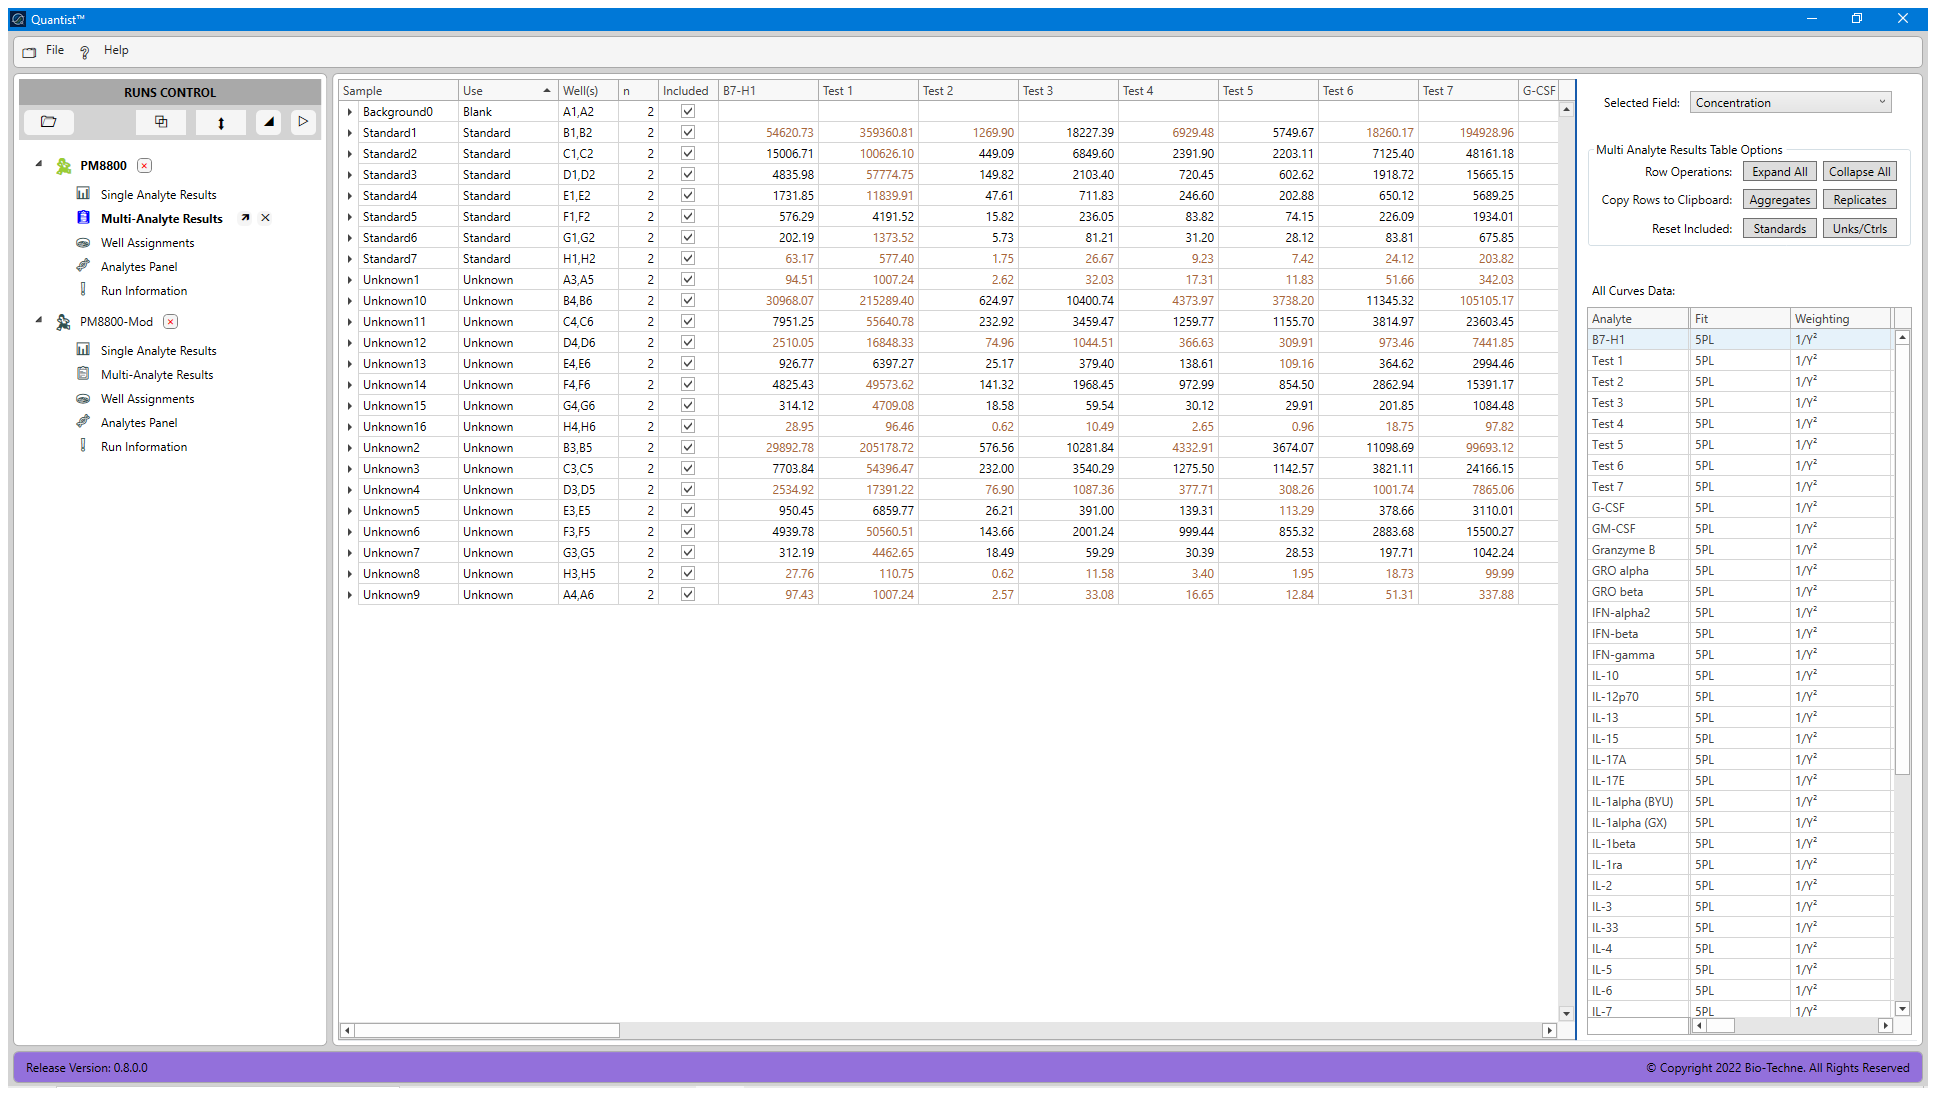 Quantist™
File Help
RUNS CONTROL
PM8800
Single Analyte Results
Multi-Analyte Results
Well Assignments
Analytes Panel
Run Information
PM8800-Mod
Single Analyte Results
Multi-Analyte Results
Well Assignments
Analytes Panel
Run Information
Sample Use Well(s) n Included B7-H1 Test 1 Test 2 Test 3 Test 4 Test 5 Test 6 Test 7 G-CSF
Background0 Blank A1,A2 2
Standard1 Standard B1,B2 2 54620.73 359360.81 1269.90 18227.39 6929.48 5749.67 18260.17 194928.96
Standard2 Standard C1,C2 2 15006.71 100626.10 449.09 6849.60 2391.90 2203.11 7125.40 48161.18
Standard3 Standard D1,D2 2 4835.98 57774.75 149.82 2103.40 720.45 602.62 1918.72 15665.15
Standard4 Standard E1,E2 2 1731.85 11839.91 47.61 711.83 246.60 202.88 650.12 5689.25
Standard5 Standard F1,F2 2 576.29 4191.52 15.82 236.05 83.82 74.15 226.09 1934.01
Standard6 Standard G1,G2 2 202.19 1373.52 5.73 81.21 31.20 28.12 83.81 675.85
Standard7 Standard H1,H2 2 63.17 577.40 1.75 26.67 9.23 7.42 24.12 203.82
Unknown1 Unknown A3,A5 2 94.51 1007.24 2.62 32.03 17.31 11.83 51.66 342.03
Unknown10 Unknown B4,B6 2 30968.07 215289.40 624.97 10400.74 4373.97 3738.20 11345.32 105105.17
Unknown11 Unknown C4,C6 2 7951.25 55640.78 232.92 3459.47 1259.77 1155.70 3814.97 23603.45
Unknown12 Unknown D4,D6 2 2510.05 16848.33 74.96 1044.51 366.63 309.91 973.46 7441.85
Unknown13 Unknown E4,E6 2 926.77 6397.27 25.17 379.40 138.61 109.16 364.62 2994.46
Unknown14 Unknown F4,F6 2 4825.43 49573.62 141.32 1968.45 972.99 854.50 2862.94 15391.17
Unknown15 Unknown G4,G6 2 314.12 4709.08 18.58 59.54 30.12 29.91 201.85 1084.48
Unknown16 Unknown H4,H6 2 28.95 96.46 0.62 10.49 2.65 0.96 18.75 97.82
Unknown2 Unknown B3,B5 2 29892.78 205178.72 576.56 10281.84 4332.91 3674.07 11098.69 99693.12
Unknown3 Unknown C3,C5 2 7703.84 54396.47 232.00 3540.29 1275.50 1142.57 3821.11 24166.15
Unknown4 Unknown D3,D5 2 2534.92 17391.22 76.90 1087.36 377.71 308.26 1001.74 7865.06
Unknown5 Unknown E3,E5 2 950.45 6859.77 26.21 391.00 139.31 113.29 378.66 3110.01
Unknown6 Unknown F3,F5 2 4939.78 50560.51 143.66 2001.24 999.44 855.32 2883.68 15500.27
Unknown7 Unknown G3,G5 2 312.19 4462.65 18.49 59.29 30.39 28.53 197.71 1042.24
Unknown8 Unknown H3,H5 2 27.76 110.75 0.62 11.58 3.40 1.95 18.73 99.99
Unknown9 Unknown A4,A6 2 97.43 1007.24 2.57 33.08 16.65 12.84 51.31 337.88
Selected Field: Concentration
Multi Analyte Results Table Options
Row Operations: Expand All Collapse All
Copy Rows to Clipboard: Aggregates Replicates
Reset Included: Standards Unks/Ctrls
All Curves Data:
Analyte Fit Weighting
B7-H1 5PL 1/Y²
Test 1 5PL 1/Y²
Test 2 5PL 1/Y²
Test 3 5PL 1/Y²
Test 4 5PL 1/Y²
Test 5 5PL 1/Y²
Test 6 5PL 1/Y²
Test 7 5PL 1/Y²
G-CSF 5PL 1/Y²
GM-CSF 5PL 1/Y²
Granzyme B 5PL 1/Y²
GRO alpha 5PL 1/Y²
GRO beta 5PL 1/Y²
IFN-alpha2 5PL 1/Y²
IFN-beta 5PL 1/Y²
IFN-gamma 5PL 1/Y²
IL-10 5PL 1/Y²
IL-12p70 5PL 1/Y²
IL-13 5PL 1/Y²
IL-15 5PL 1/Y²
IL-17A 5PL 1/Y²
IL-17E 5PL 1/Y²
IL-1alpha (BYU) 5PL 1/Y²
IL-1alpha (GX) 5PL 1/Y²
IL-1beta 5PL 1/Y²
IL-1ra 5PL 1/Y²
IL-2 5PL 1/Y²
IL-3 5PL 1/Y²
IL-33 5PL 1/Y²
IL-4 5PL 1/Y²
IL-5 5PL 1/Y²
IL-6 5PL 1/Y²
IL-7 5PL 1/Y²
Release Version: 0.8.0.0
© Copyright 2022 Bio-Techne. All Rights Reserved